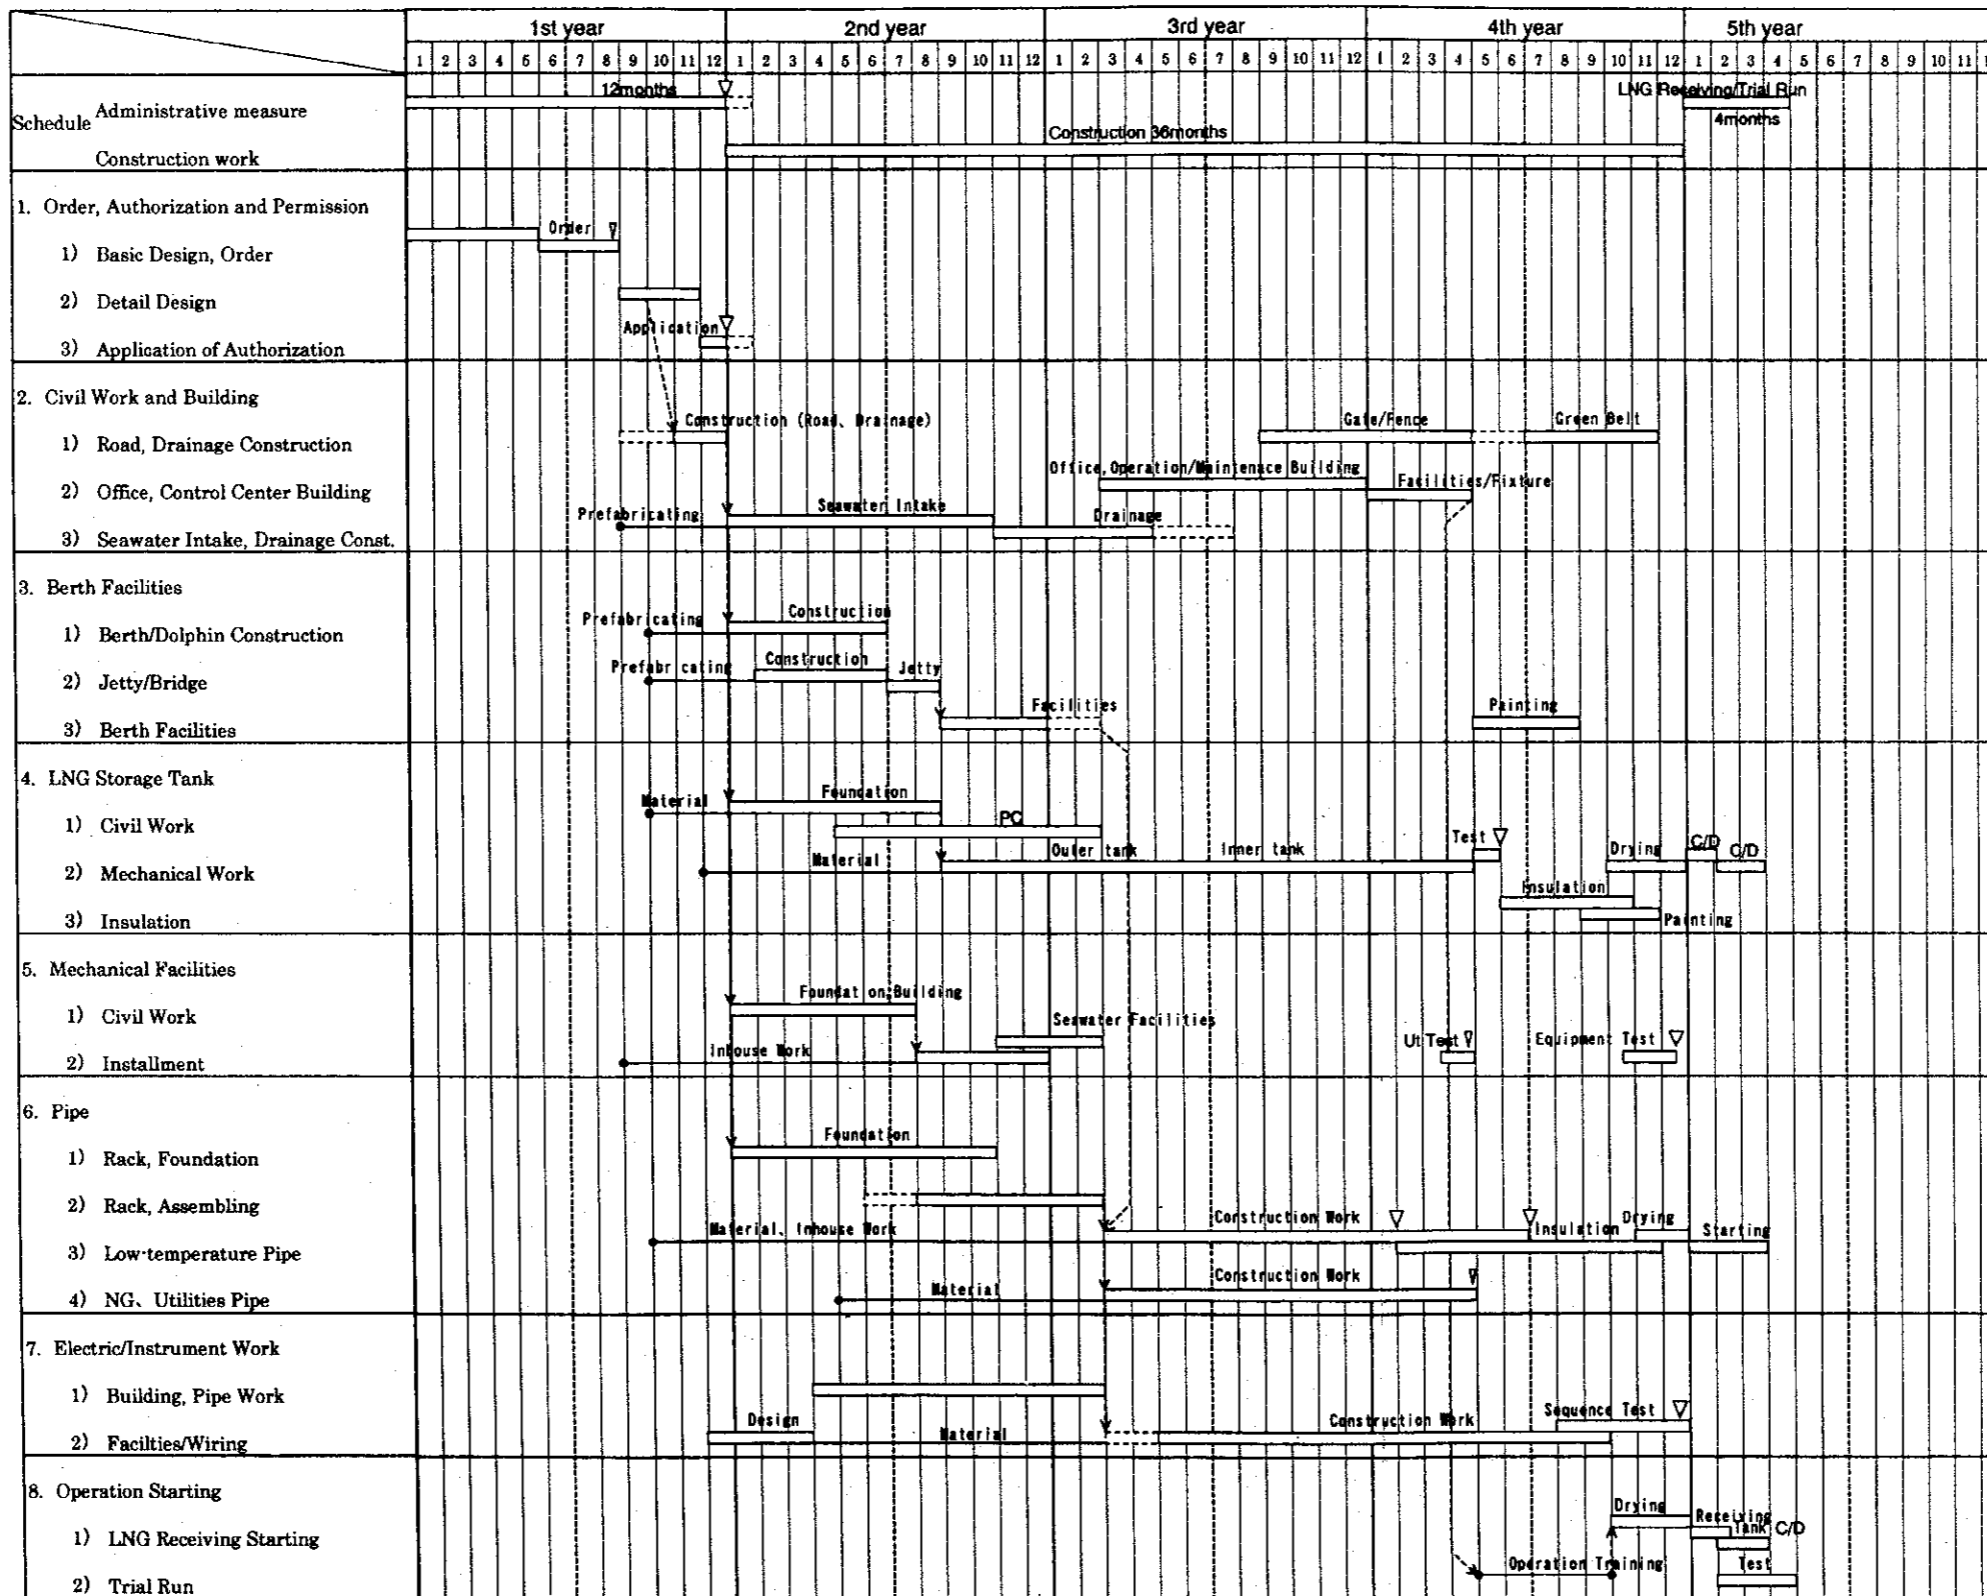 1st year 2nd year 3rd year 4th year 5th year
1 2 3 4 5 6 7 8 9 10 11 12 1 2 3 4 5 6 7 8 9 10 11 12 1 2 3 4 5 6 7 8 9 10 11 12 1 2 3 4 5 6 7 8 9 10 11 12 1 2 3 4 5 6 7 8 9 10 11
12months LNG Receiving/Trial Run
Schedule Administrative measure
4months
Construction 36months
Construction work
1. Order, Authorization and Permission
Order
1) Basic Design, Order
2) Detail Design
Application
3) Application of Authorization
2. Civil Work and Building
Construction (Road、Drainage) Gate/Fence Green Belt
1) Road, Drainage Construction
Office,Operation/Maintenace Building Facilities/Fixture
2) Office, Control Center Building
Prefabricating Seawater Intake Drainage
3) Seawater Intake, Drainage Const.
3. Berth Facilities
Prefabricating Construction
1) Berth/Dolphin Construction
Prefabricating Construction Jetty
2) Jetty/Bridge
Facilities Painting
3) Berth Facilities
4. LNG Storage Tank
Material Foundation
1) Civil Work PC
Material Outer tank Inner tank Test Drying C/D C/D
2) Mechanical Work
Insulation
3) Insulation Painting
5. Mechanical Facilities
Foundation,Building
1) Civil Work Seawater Facilities
Inhouse Work Ut Test Equipment Test
2) Installment
6. Pipe
Foundation
1) Rack, Foundation
2) Rack, Assembling
Material、Inhouse Work Construction Work Insulation Drying Starting
3) Low-temperature Pipe
Material Construction Work
4) NG、Utilities Pipe
7. Electric/Instrument Work
1) Building, Pipe Work
Design Material Construction Work Sequence Test
2) Facilties/Wiring
8. Operation Starting
Drying Receiving
1) LNG Receiving Starting Tank C/D
Operation Training Test
2) Trial Run